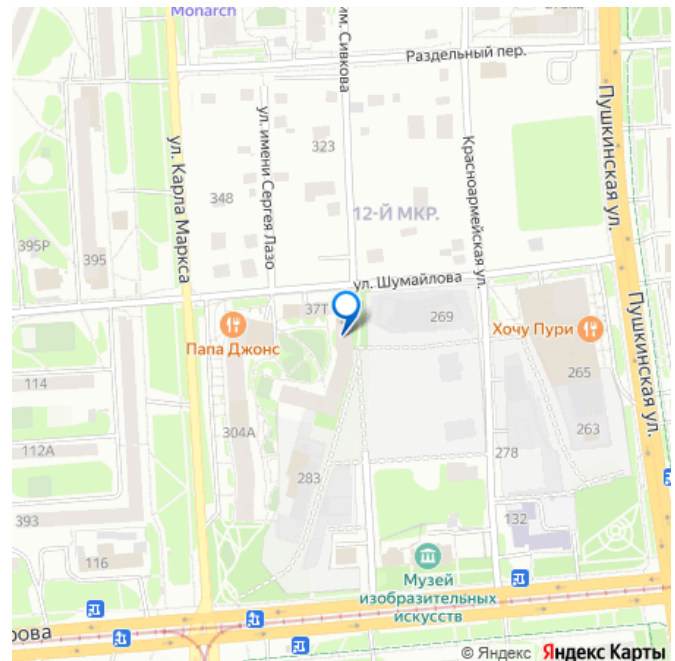 Monarch
Раздельный пер.
им. Сивкова
ул. имени Сергея Лазо
323
Красноармейская ул.
Пушкинская ул.
ул. Карла Маркса
348
12-Й МКР.
395Р
395
ул. Шумайлова
37Т
269
Хочу Пури
Папа Джонс
265
Пушкинская ул.
114
304А
263
112А
278
283
393
132
116
Музей
изобразительных
искусств
рова
© Яндекс Яндекс Карты